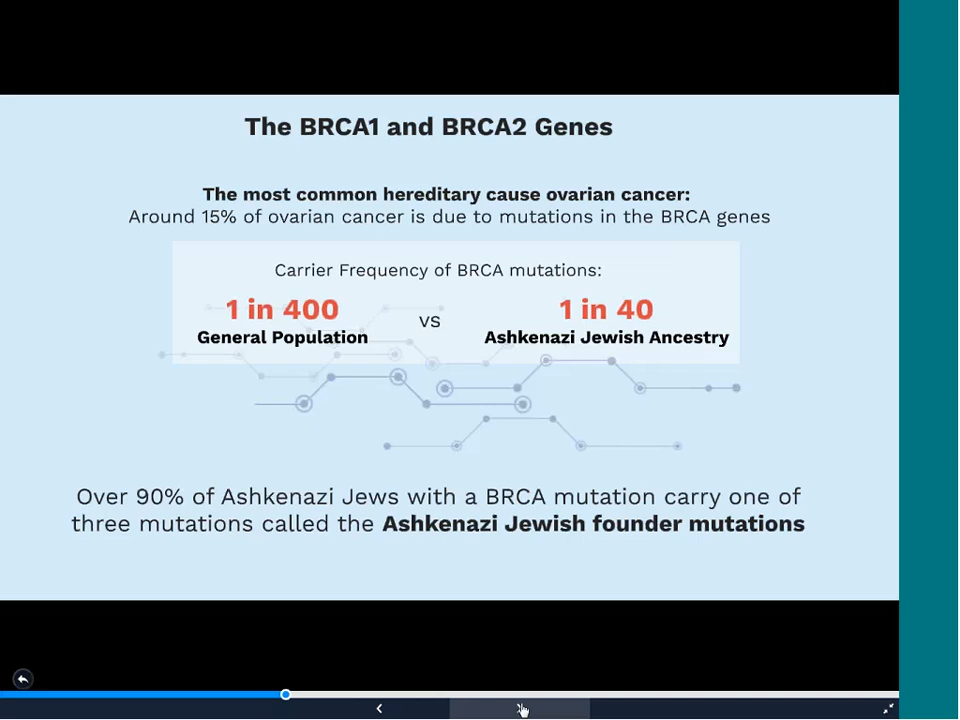 The BRCA1 and BRCA2 Genes
The most common hereditary cause ovarian cancer:
Around 15% of ovarian cancer is due to mutations in the BRCA genes
Carrier Frequency of BRCA mutations:
1 in 400
General Population
vs
1 in 40
Ashkenazi Jewish Ancestry
Over 90% of Ashkenazi Jews with a BRCA mutation carry one of
three mutations called the Ashkenazi Jewish founder mutations